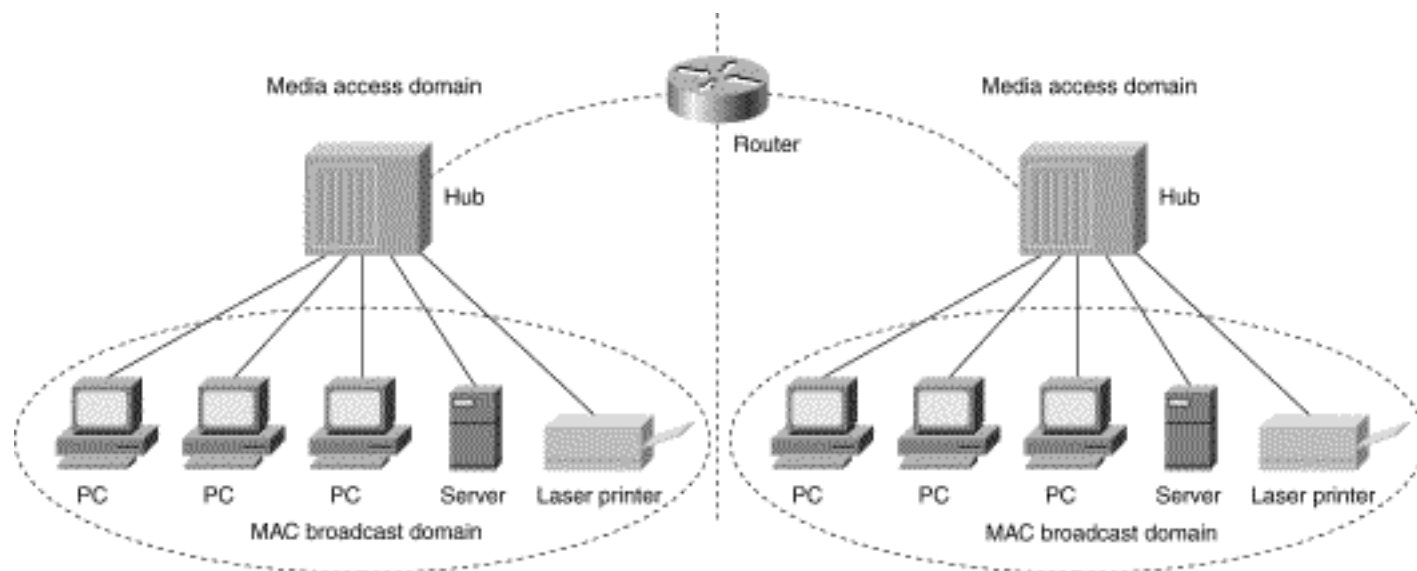 Media access domain
Media access domain
Router
Hub
Hub
PC
PC
PC
Server
Laser printer
PC
PC
PC
Server
Laser printer
MAC broadcast domain
MAC broadcast domain